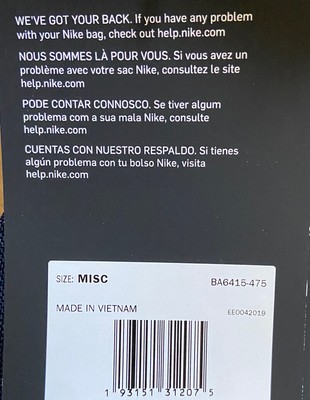 WE'VE GOT YOUR BACK. If you have any problem
with your Nike bag, check out help.nike.com
NOUS SOMMES LÀ POUR VOUS. Si vous avez un
problème avec votre sac Nike, consultez le site
help.nike.com
PODE CONTAR CONNOSCO. Se tiver algum
problema com a sua mala Nike, consulte
help.nike.com
CUENTAS CON NUESTRO RESPALDO. Si tienes
algún problema con tu bolso Nike, visita
help.nike.com
SIZE: MISC BA6415-475
MADE IN VIETNAM EE0042019
1 93151 31207 5